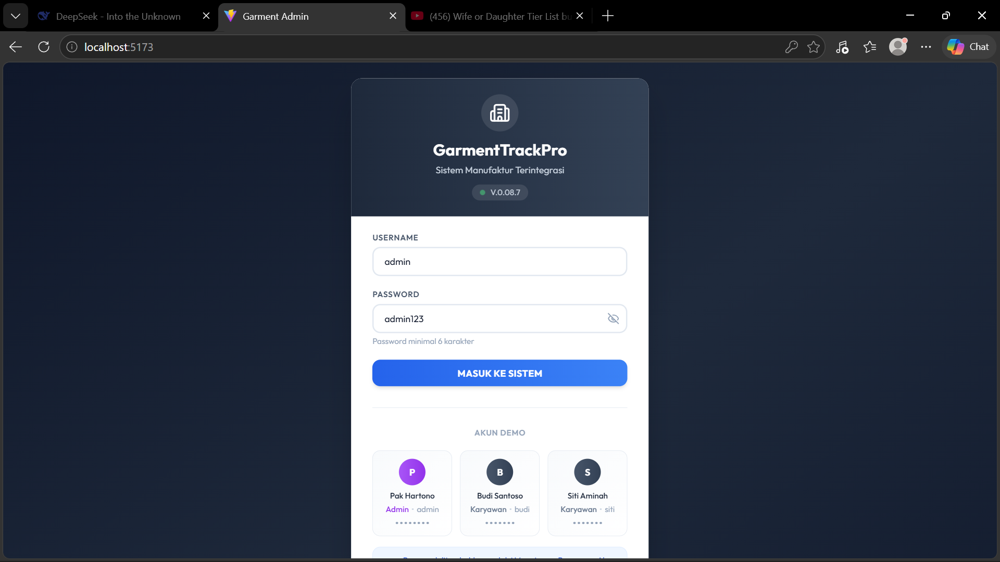 DeepSeek - Into the Unknown
Garment Admin
(456) Wife or Daughter Tier List bu
localhost:5173
Chat
GarmentTrackPro
Sistem Manufaktur Terintegrasi
V.0.08.7
USERNAME
admin
PASSWORD
admin123
Password minimal 6 karakter
MASUK KE SISTEM
AKUN DEMO
P
B
S
Pak Hartono
Budi Santoso
Siti Aminah
Admin • admin
Karyawan • budi
Karyawan • siti
••••••••
•••••••
•••••••